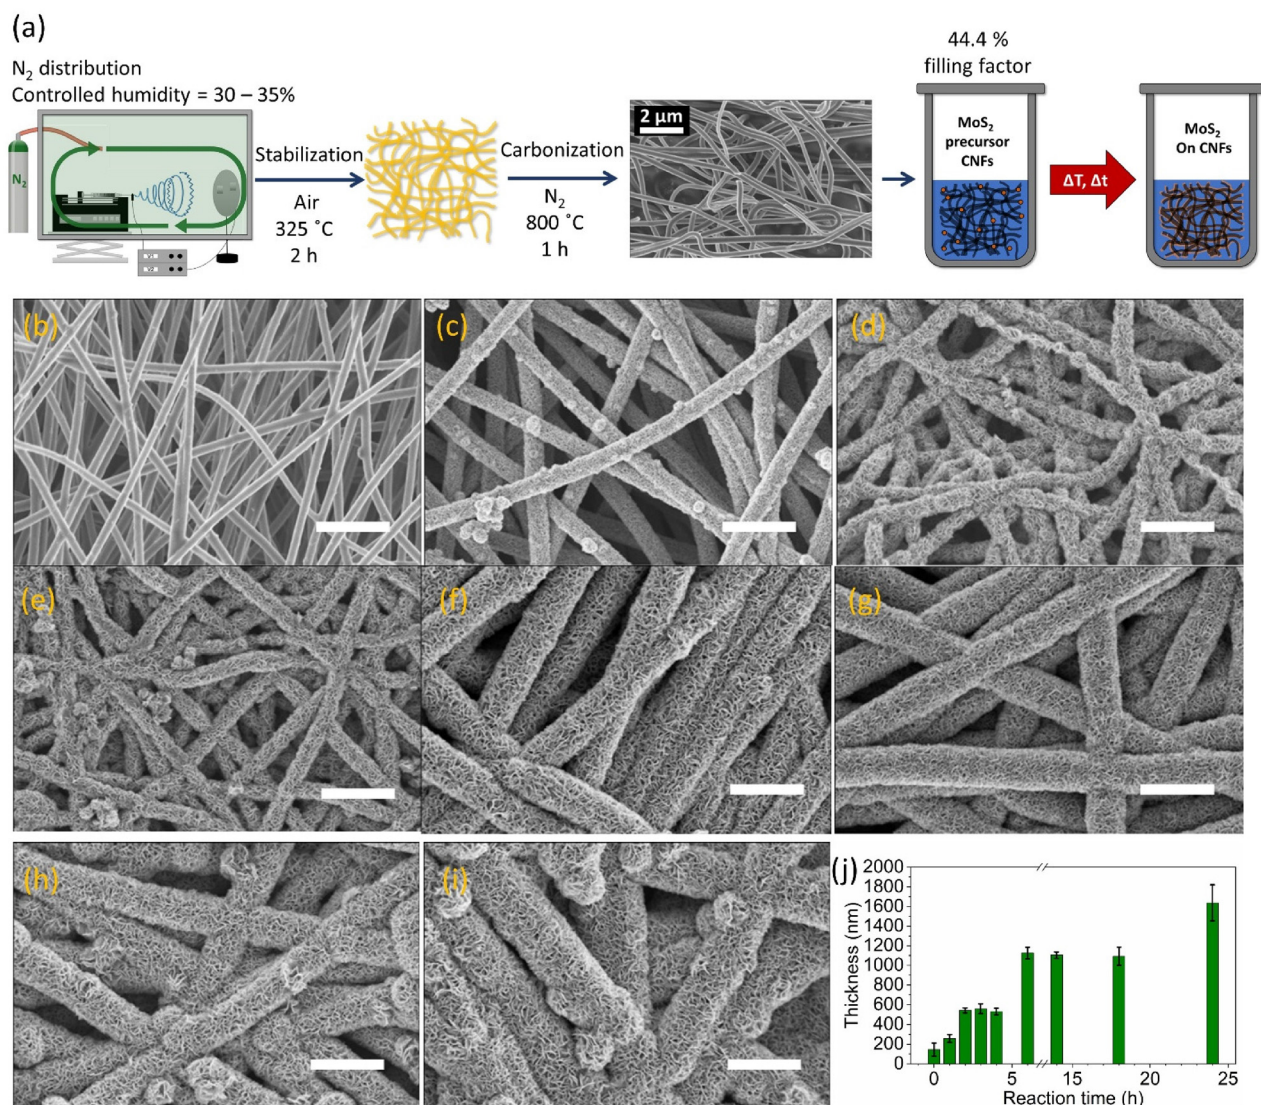 (a)
N₂ distribution
Controlled humidity = 30 – 35%
N₂
V1
V2
Stabilization
Air
325 ˚C
2 h
Carbonization
N₂
800 ˚C
1 h
2 µm
44.4 %
filling factor
MoS₂
precursor
CNFs
ΔT, Δt
MoS₂
On CNFs
(b)
(c)
(d)
(e)
(f)
(g)
(h)
(i)
(j)
Thickness (nm)
2000
1800
1600
1400
1200
1000
800
600
400
200
0
0 5 15 20 25
Reaction time (h)